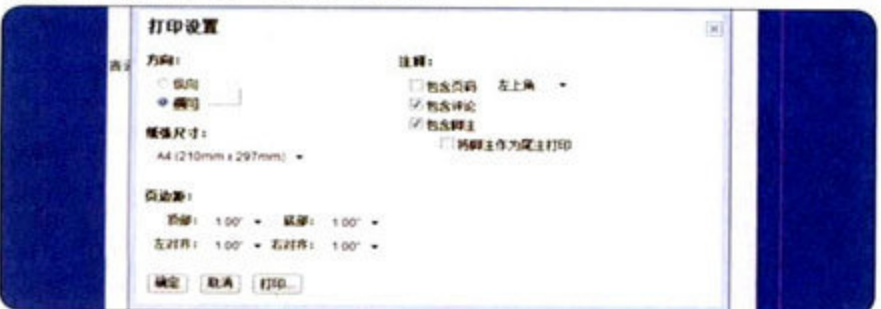 打印设置
方向：
纵向
横向
纸张尺寸：
A4 (210mm x 297mm)
页边距：
顶部： 1.00" 底部： 1.00"
左对齐： 1.00" 右对齐： 1.00"
确定 取消 打印...
注释：
包含页码 左上角
包含评论
包含脚注
将脚注作为尾注打印